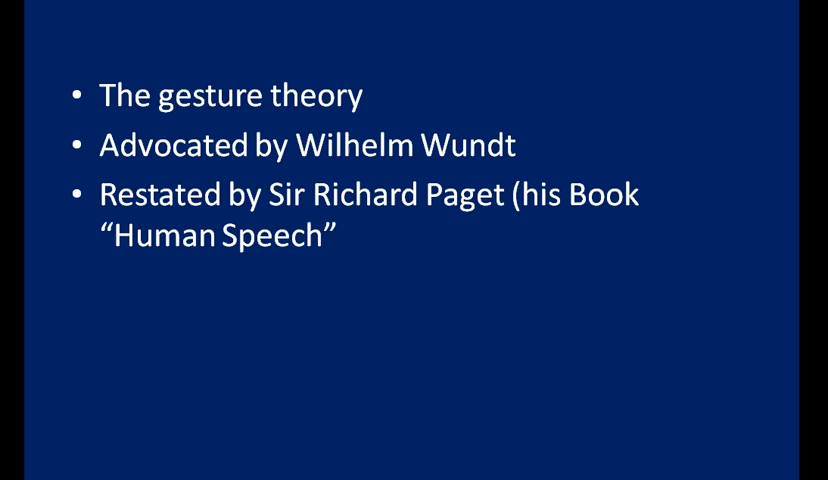 • The gesture theory
• Advocated by Wilhelm Wundt
• Restated by Sir Richard Paget (his Book
“Human Speech”